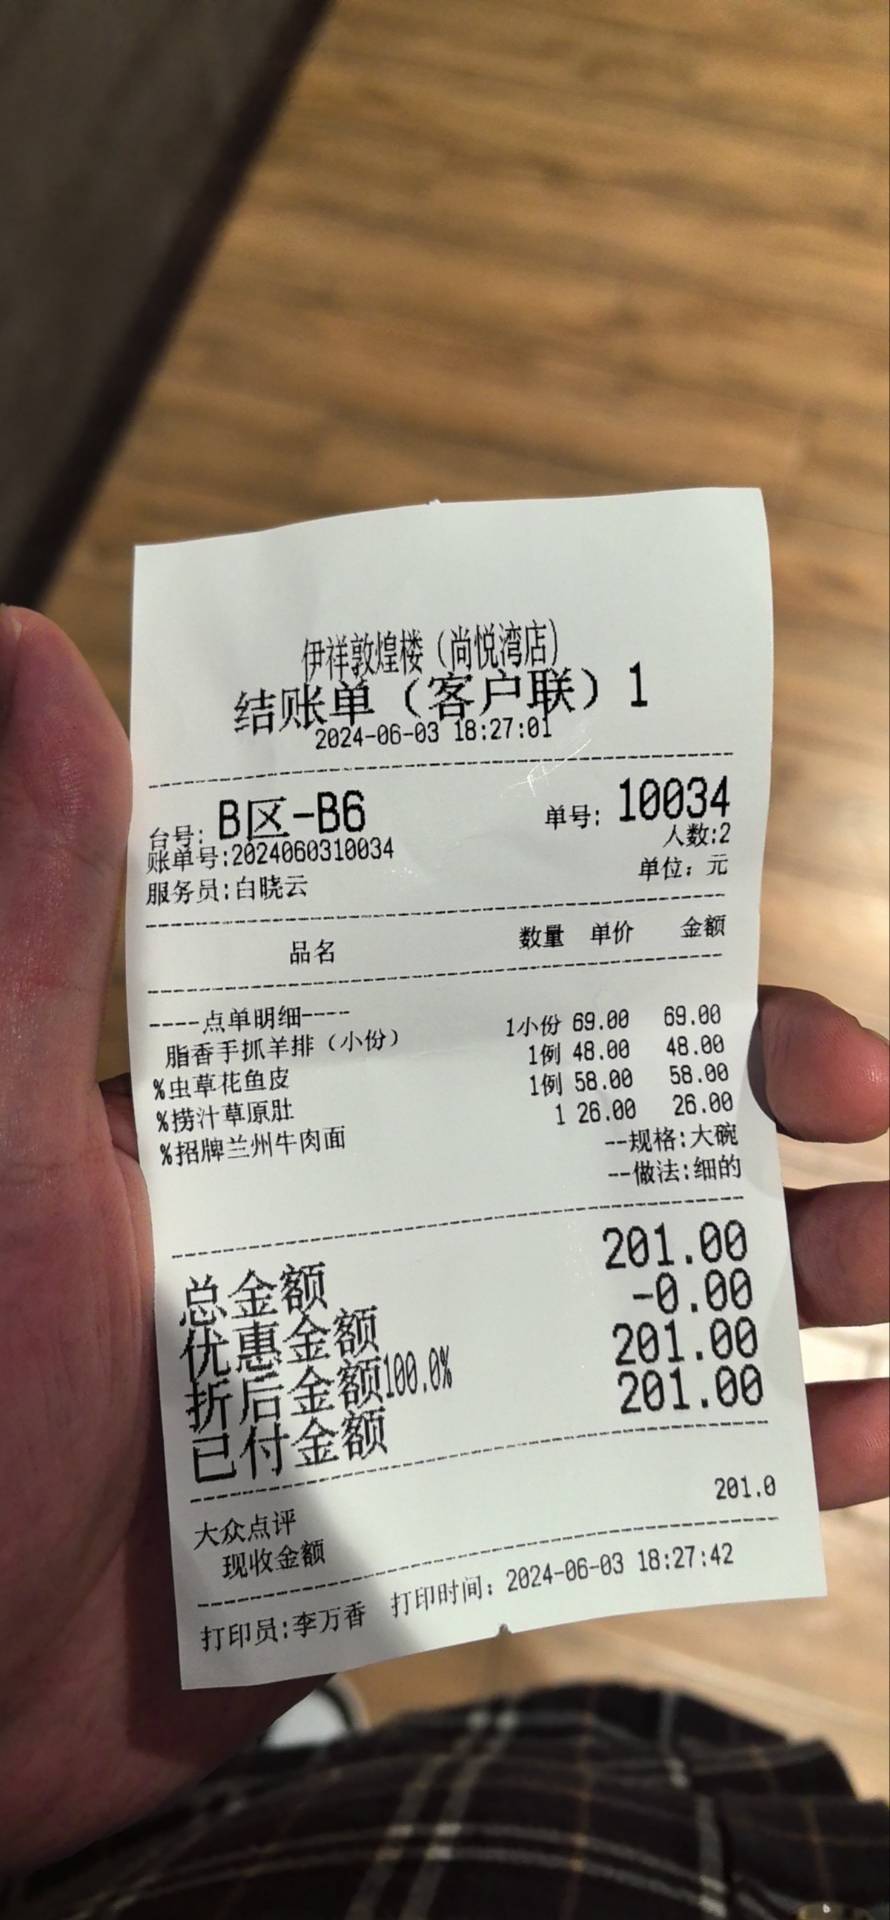 伊祥敦煌楼（尚悦湾店）
结账单（客户联）1
2024-06-03 18:27:01
台号: B区-B6 单号: 10034
账单号:2024060310034 人数:2
服务员:白晓云 单位：元
品名 数量 单价 金额
----点单明细----
脂香手抓羊排（小份） 1小份 69.00 69.00
%虫草花鱼皮 1例 48.00 48.00
%捞汁草原肚 1例 58.00 58.00
%招牌兰州牛肉面 1 26.00 26.00
--规格:大碗
--做法:细的
总金额 201.00
优惠金额 -0.00
折后金额100.0% 201.00
已付金额 201.00
大众点评 201.0
现收金额
打印员:李万香 打印时间：2024-06-03 18:27:42